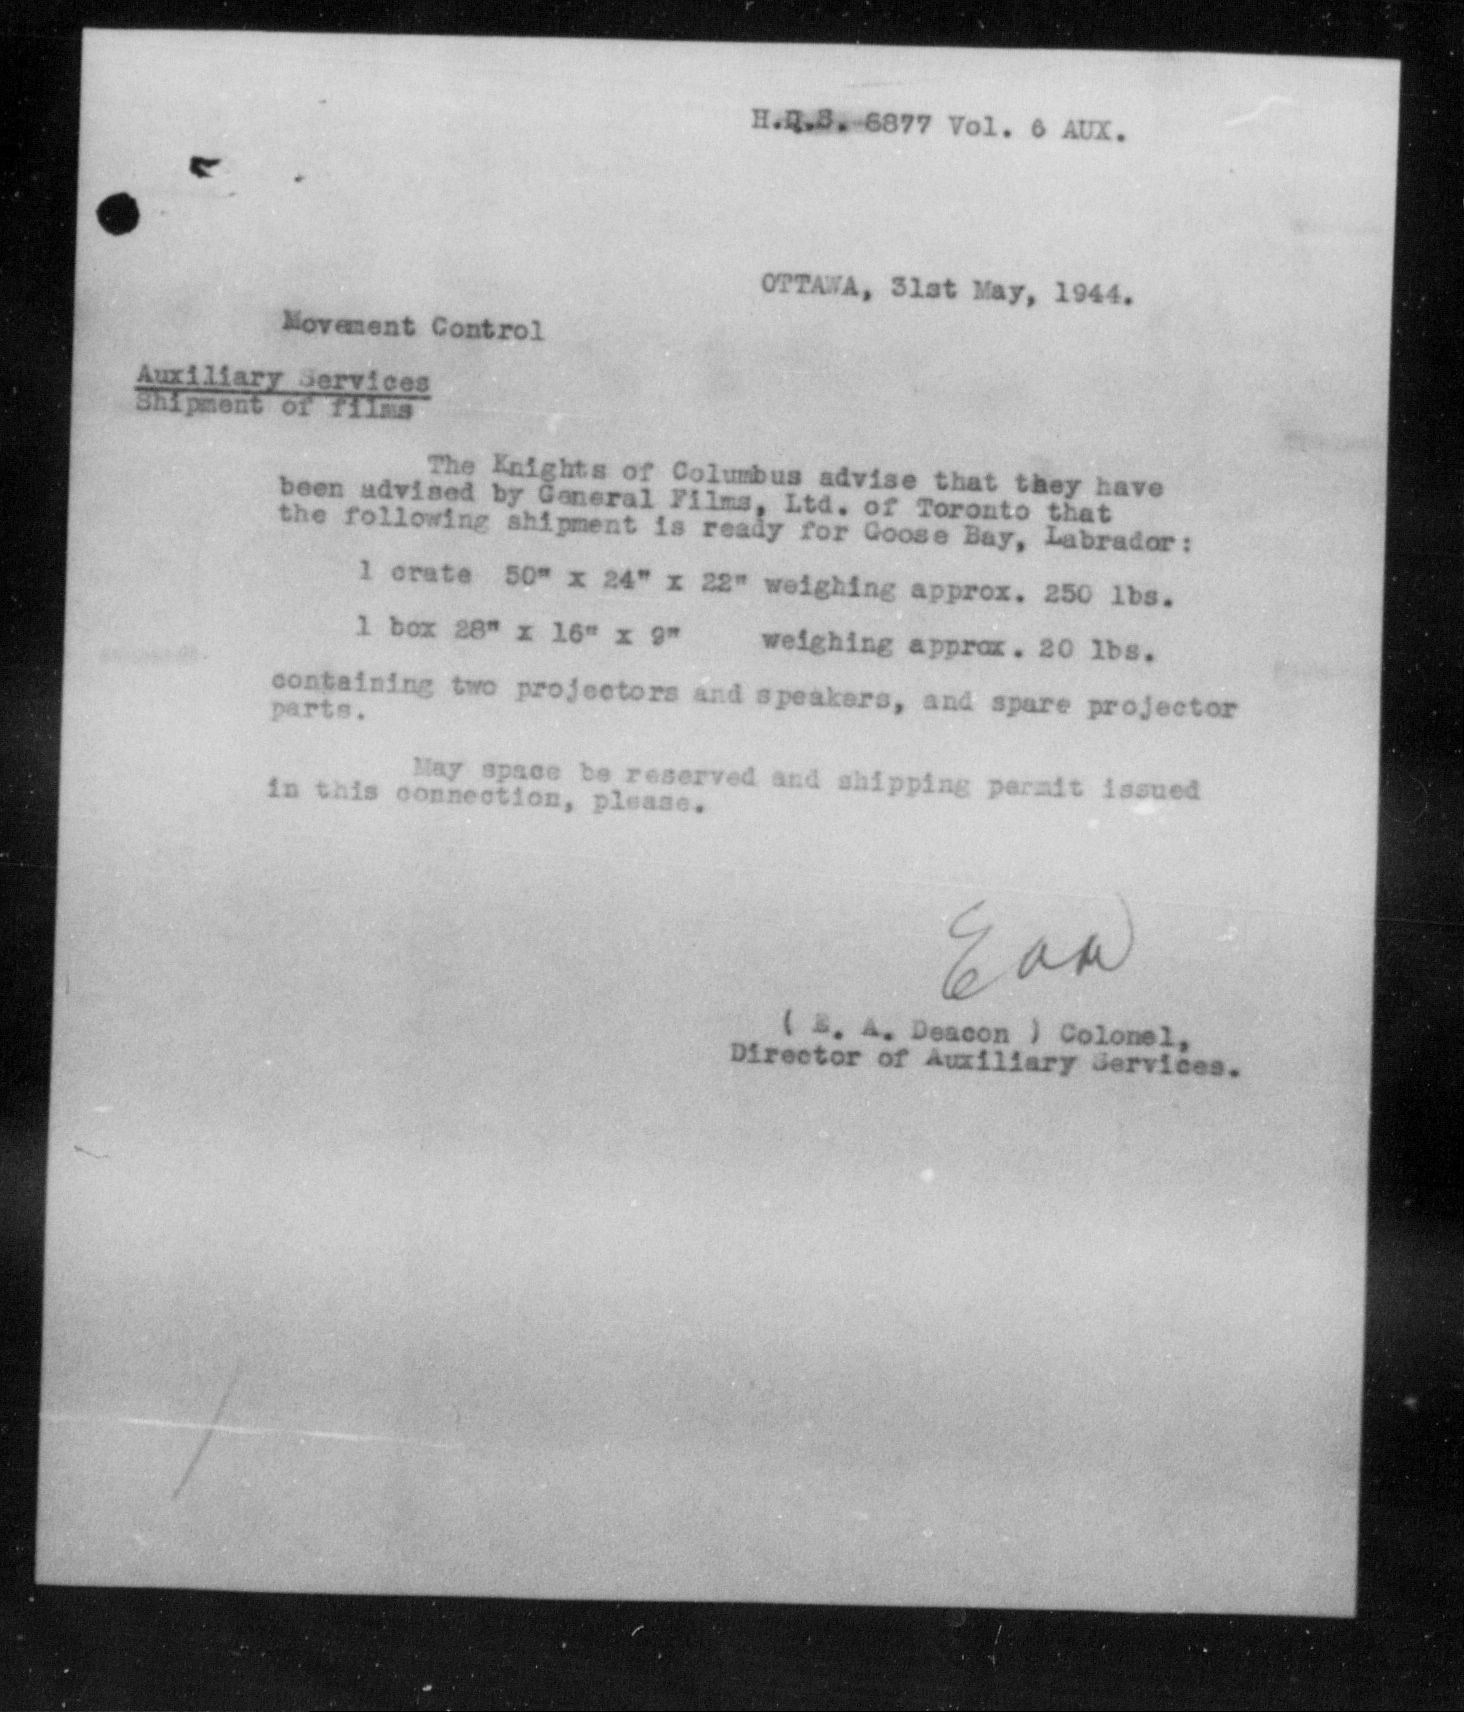 H.Q.S. 6877 Vol. 6 AUX.
OTTAWA, 31st May, 1944.
Movement Control
Auxiliary Services
Shipment of films
The Knights of Columbus advise that they have
been advised by General Films, Ltd. of Toronto that
the following shipment is ready for Goose Bay, Labrador:
1 crate 50" x 24" x 22" weighing approx. 250 lbs.
1 box 28" x 16" x 9" weighing approx. 20 lbs.
containing two projectors and speakers, and spare projector
parts.
May space be reserved and shipping permit issued
in this connection, please.
( E. A. Deacon ) Colonel,
Director of Auxiliary Services.